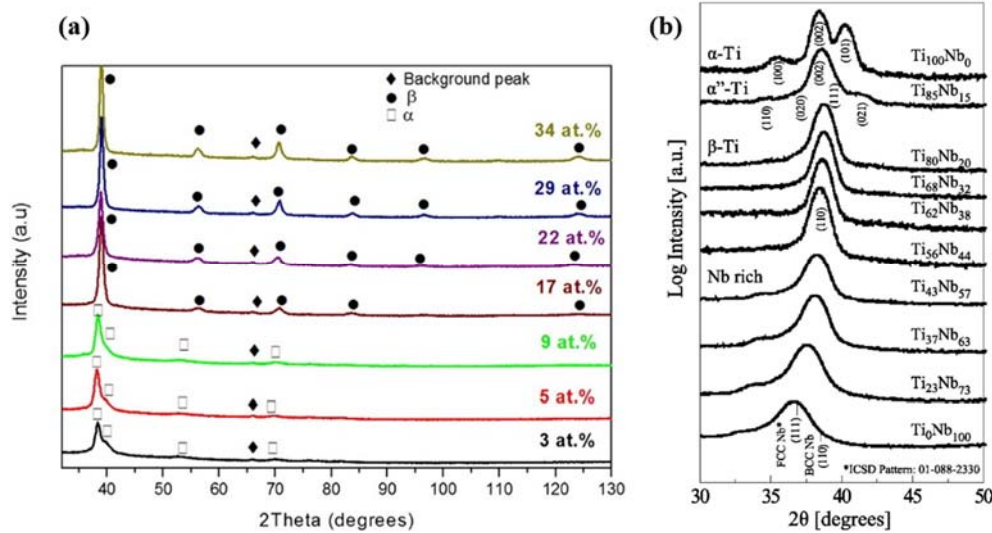 (a)
♦ Background peak
● β
□ α
34 at.%
29 at.%
22 at.%
17 at.%
9 at.%
5 at.%
3 at.%
Intensity (a.u)
40 50 60 70 80 90 100 110 120 130
2Theta (degrees)
(b)
α-Ti
(100)
(002)
(101)
Ti100Nb0
α''-Ti
(110)
(020)
(002)
(111)
(021)
Ti85Nb15
β-Ti
Ti80Nb20
Ti68Nb32
Ti62Nb38
(110)
Ti56Nb44
Nb rich
Ti43Nb57
Ti37Nb63
Ti23Nb73
Ti0Nb100
FCC Nb*
(111)
BCC Nb
(110)
*ICSD Pattern: 01-088-2330
Log Intensity [a.u.]
30 35 40 45 50
2θ [degrees]